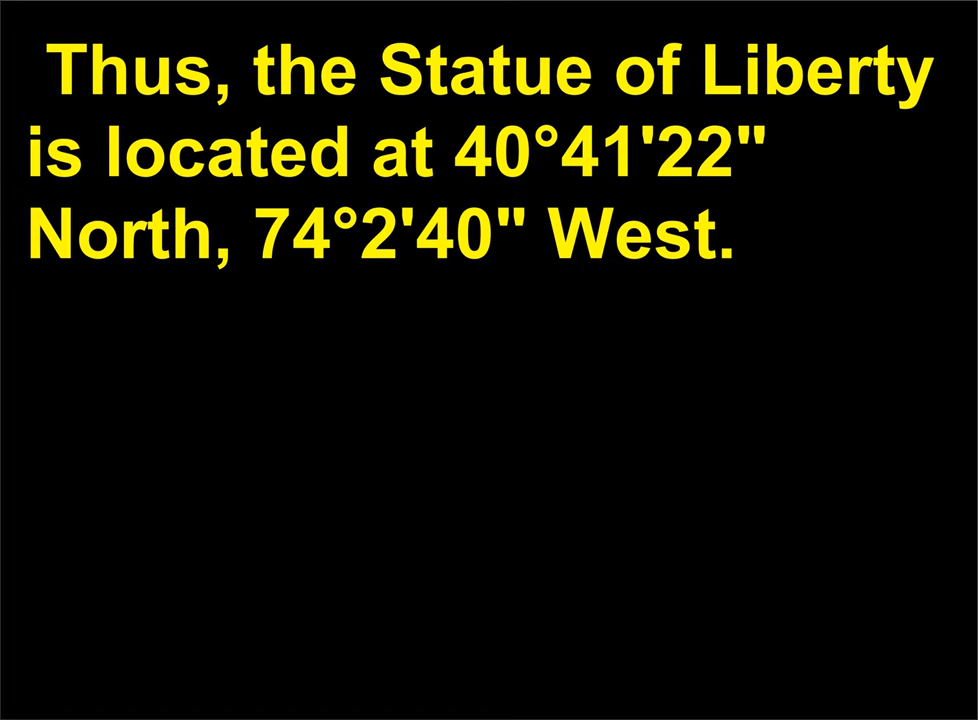 Thus, the Statue of Liberty
is located at 40°41'22"
North, 74°2'40" West.